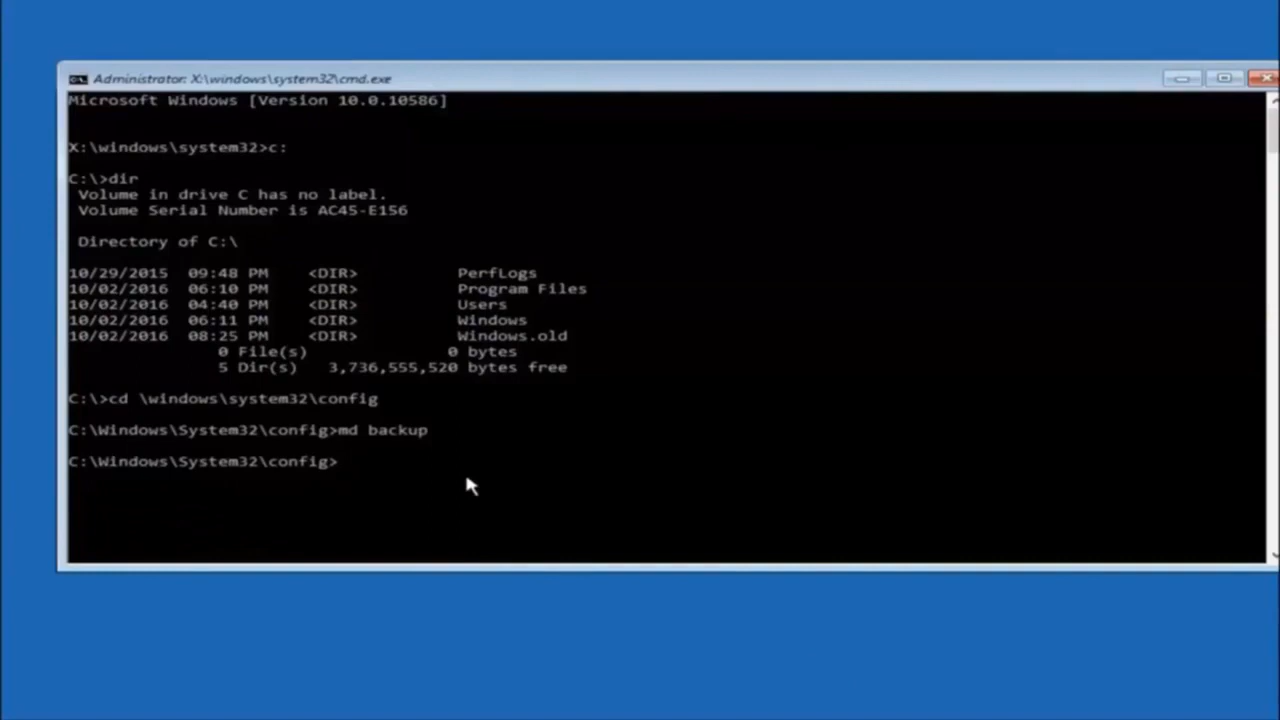 Administrator: X:\windows\system32\cmd.exe
Microsoft Windows [Version 10.0.10586]
X:\windows\system32>c:
C:\>dir
Volume in drive C has no label.
Volume Serial Number is AC45-E156
Directory of C:\
10/29/2015 09:48 PM <DIR> PerfLogs
10/02/2016 06:10 PM <DIR> Program Files
10/02/2016 04:40 PM <DIR> Users
10/02/2016 06:11 PM <DIR> Windows
10/02/2016 08:25 PM <DIR> Windows.old
0 File(s) 0 bytes
5 Dir(s) 3,736,555,520 bytes free
C:\>cd \windows\system32\config
C:\Windows\System32\config>md backup
C:\Windows\System32\config>